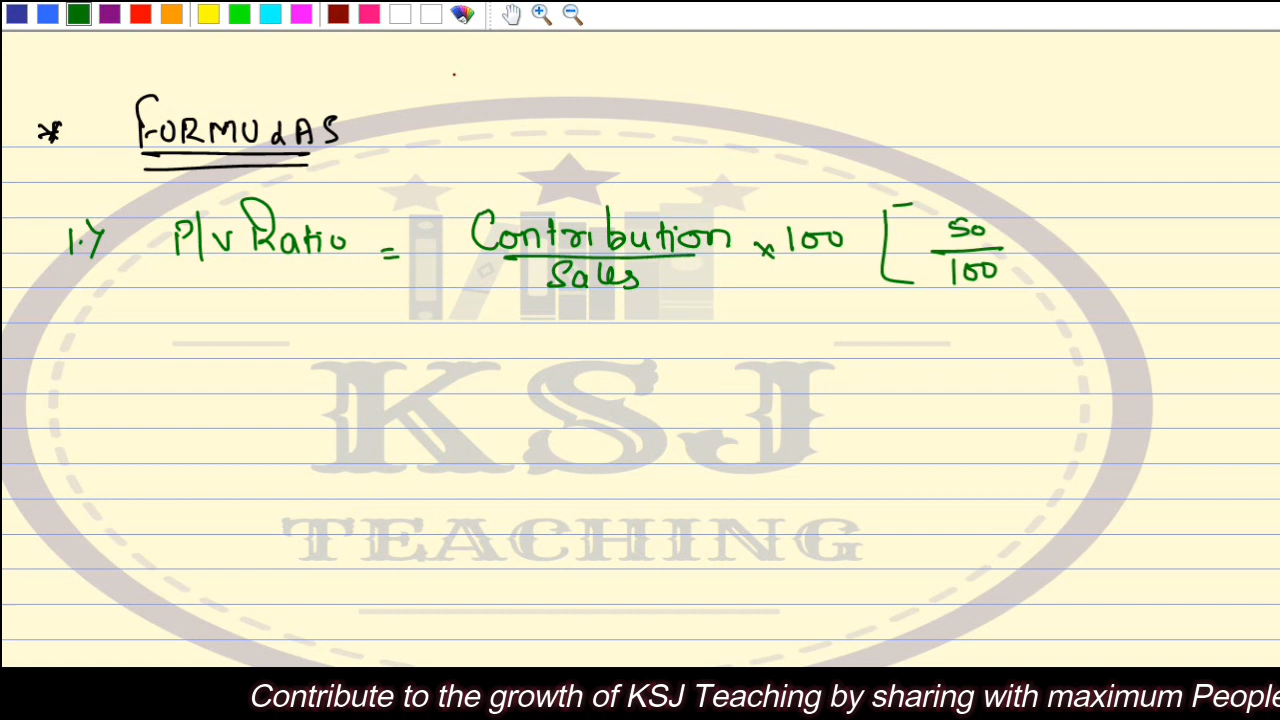 * FORMULAS
1.) P/V Ratio = Contribution / Sales × 100 [ 50 / 100
KSJ
TEACHING
Contribute to the growth of KSJ Teaching by sharing with maximum People